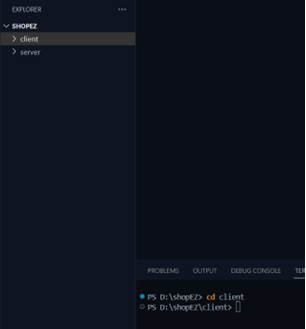 EXPLORER
SHOPEZ
client
server
PROBLEMS OUTPUT DEBUG CONSOLE TER
PS D:\shopEZ> cd client
PS D:\shopEZ\client>